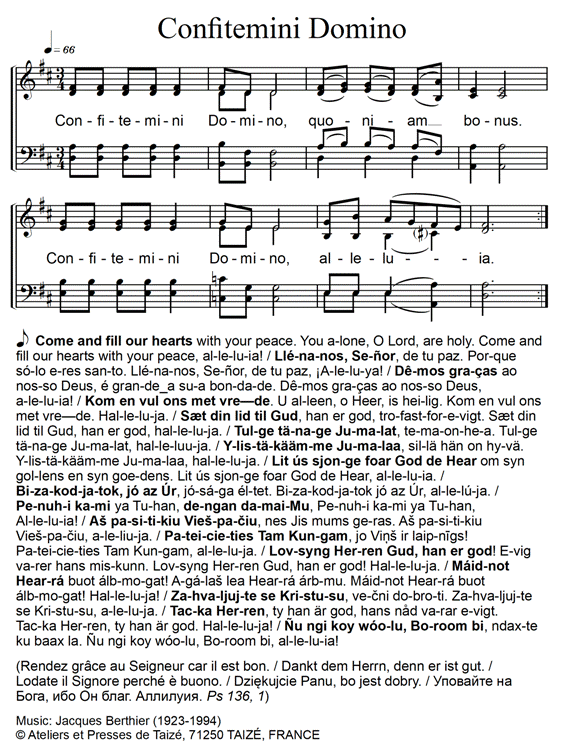 Confitemini Domino
♩ = 66
Con - fi - te - mi - ni Do - mi - no, quo - ni - am bo - nus.
Con - fi - te - mi - ni Do - mi - no, al - le - lu - - ia.
Come and fill our hearts with your peace. You a-lone, O Lord, are holy. Come and
fill our hearts with your peace, al-le-lu-ia! / Llé-na-nos, Se-ñor, de tu paz. Por-que
só-lo e-res san-to. Llé-na-nos, Se-ñor, de tu paz, ¡A-le-lu-ya! / Dê-mos gra-ças ao
nos-so Deus, é gran-de_a su-a bon-da-de. Dê-mos gra-ças ao nos-so Deus,
a-le-lu-ia! / Kom en vul ons met vre—de. U al-leen, o Heer, is hei-lig. Kom en vul ons
met vre—de. Hal-le-lu-ja. / Sæt din lid til Gud, han er god, tro-fast-for-e-vigt. Sæt din
lid til Gud, han er god, hal-le-lu-ja. / Tul-ge tä-na-ge Ju-ma-lat, te-ma-on-he-a. Tul-ge
tä-na-ge Ju-ma-lat, hal-le-luu-ja. / Y-lis-tä-kääm-me Ju-ma-laa, sil-lä hän on hy-vä.
Y-lis-tä-kääm-me Ju-ma-laa, hal-le-lu-ja. / Lit ús sjon-ge foar God de Hear om syn
gol-lens en syn goe-dens. Lit ús sjon-ge foar God de Hear, al-le-lu-ia. /
Bi-za-kod-ja-tok, jó az Úr, jó-sá-ga él-tet. Bi-za-kod-ja-tok jó az Úr, al-le-lú-ja. /
Pe-nuh-i ka-mi ya Tu-han, de-ngan da-mai-Mu, Pe-nuh-i ka-mi ya Tu-han,
Al-le-lu-ia! / Aš pa-si-ti-kiu Vieš-pa-čiu, nes Jis mums ge-ras. Aš pa-si-ti-kiu
Vieš-pa-čiu, a-le-liu-ja. / Pa-tei-cie-ties Tam Kun-gam, jo Viņš ir laip-nīgs!
Pa-tei-cie-ties Tam Kun-gam, al-le-lu-ja. / Lov-syng Her-ren Gud, han er god! E-vig
va-rer hans mis-kunn. Lov-syng Her-ren Gud, han er god! Hal-le-lu-ja. / Máid-not
Hear-rá buot álb-mo-gat! A-gá-laš lea Hear-rá árb-mu. Máid-not Hear-rá buot
álb-mo-gat! Hal-le-lu-ja! / Za-hva-ljuj-te se Kri-stu-su, ve-čni do-bro-ti. Za-hva-ljuj-te
se Kri-stu-su, a-le-lu-ja. / Tac-ka Her-ren, ty han är god, hans nåd va-rar e-vigt.
Tac-ka Her-ren, ty han är god. Hal-le-lu-ja! / Ñu ngi koy wóo-lu, Bo-room bi, ndax-te
ku baax la. Ñu ngi koy wóo-lu, Bo-room bi, al-le-lu-ia!
(Rendez grâce au Seigneur car il est bon. / Dankt dem Herrn, denn er ist gut. /
Lodate il Signore perché è buono. / Dziękujcie Panu, bo jest dobry. / Уповайте на
Бога, ибо Он благ. Аллилуия. Ps 136, 1)
Music: Jacques Berthier (1923-1994)
© Ateliers et Presses de Taizé, 71250 TAIZÉ, FRANCE